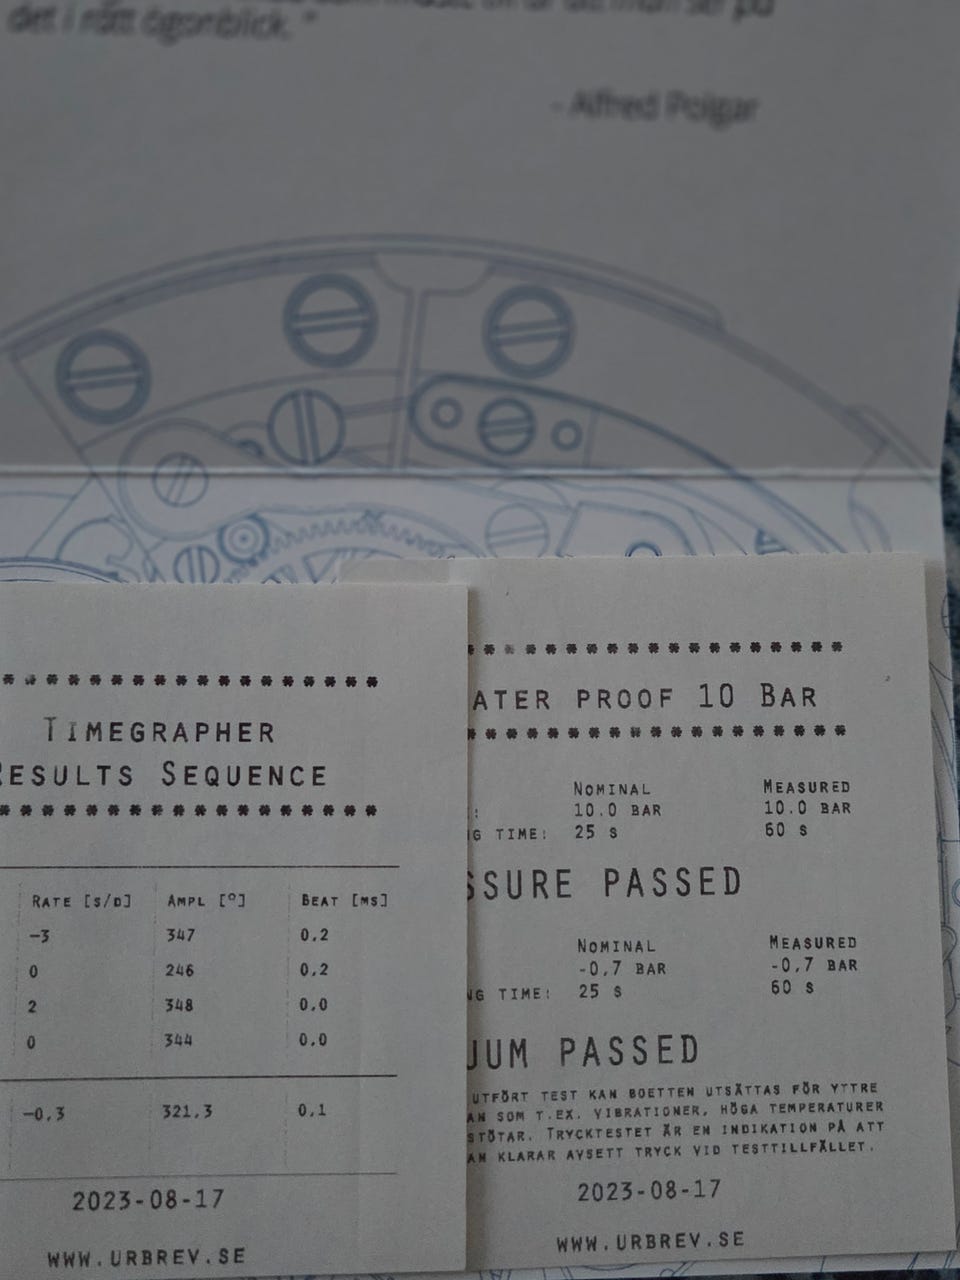 det i rätt ögonblick."
- Alfred Polgar
TIMEGRAPHER
RESULTS SEQUENCE
RATE [S/D] AMPL [°] BEAT [MS]
-3 347 0.2
0 246 0.2
2 348 0.0
0 344 0.0
-0.3 321.3 0.1
2023-08-17
WWW.URBREV.SE
ATER PROOF 10 BAR
NOMINAL MEASURED
: 10.0 BAR 10.0 BAR
G TIME: 25 S 60 S
SSURE PASSED
NOMINAL MEASURED
-0,7 BAR -0,7 BAR
NG TIME: 25 S 60 S
UUM PASSED
UTFÖRT TEST KAN BOETTEN UTSÄTTAS FÖR YTTRE
AN SOM T.EX. VIBRATIONER, HÖGA TEMPERATURER
STÖTAR. TRYCKTESTET ÄR EN INDIKATION PÅ ATT
AN KLARAR AVSETT TRYCK VID TESTTILLFÄLLET.
2023-08-17
WWW.URBREV.SE